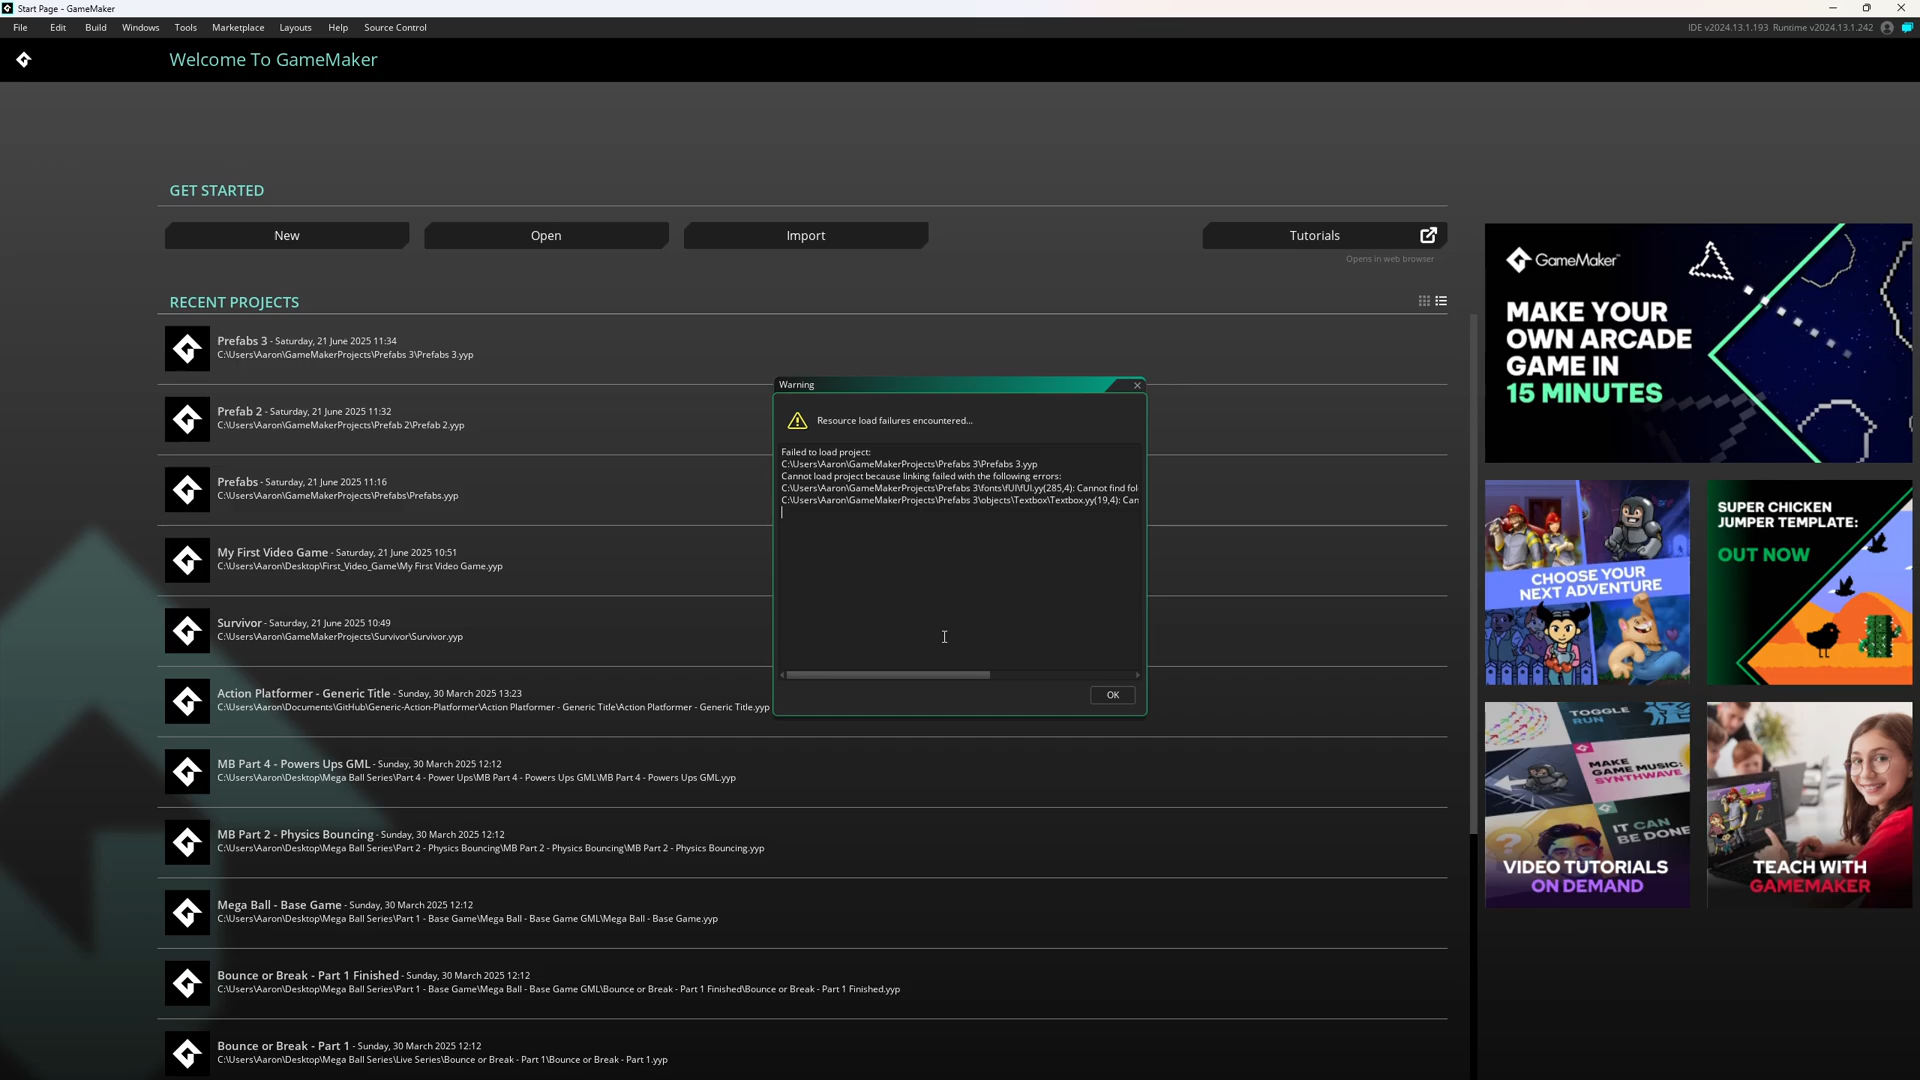 Start Page - GameMaker
File Edit Build Windows Tools Marketplace Layouts Help Source Control
IDE v2024.13.1.193 Runtime v2024.13.1.242
Welcome To GameMaker
GET STARTED
New
Open
Import
Tutorials
Opens in web browser
RECENT PROJECTS
Prefabs 3 - Saturday, 21 June 2025 11:34
C:\Users\Aaron\GameMakerProjects\Prefabs 3\Prefabs 3.yyp
Prefab 2 - Saturday, 21 June 2025 11:32
C:\Users\Aaron\GameMakerProjects\Prefab 2\Prefab 2.yyp
Prefabs - Saturday, 21 June 2025 11:16
C:\Users\Aaron\GameMakerProjects\Prefabs\Prefabs.yyp
My First Video Game - Saturday, 21 June 2025 10:51
C:\Users\Aaron\Desktop\First_Video_Game\My First Video Game.yyp
Survivor - Saturday, 21 June 2025 10:49
C:\Users\Aaron\GameMakerProjects\Survivor\Survivor.yyp
Action Platformer - Generic Title - Sunday, 30 March 2025 13:23
C:\Users\Aaron\Documents\GitHub\Generic-Action-Platformer\Action Platformer - Generic Title\Action Platformer - Generic Title.yyp
MB Part 4 - Powers Ups GML - Sunday, 30 March 2025 12:12
C:\Users\Aaron\Desktop\Mega Ball Series\Part 4 - Power Ups\MB Part 4 - Powers Ups GML\MB Part 4 - Powers Ups GML.yyp
MB Part 2 - Physics Bouncing - Sunday, 30 March 2025 12:12
C:\Users\Aaron\Desktop\Mega Ball Series\Part 2 - Physics Bouncing\MB Part 2 - Physics Bouncing\MB Part 2 - Physics Bouncing.yyp
Mega Ball - Base Game - Sunday, 30 March 2025 12:12
C:\Users\Aaron\Desktop\Mega Ball Series\Part 1 - Base Game\Mega Ball - Base Game GML\Mega Ball - Base Game.yyp
Bounce or Break - Part 1 Finished - Sunday, 30 March 2025 12:12
C:\Users\Aaron\Desktop\Mega Ball Series\Part 1 - Base Game\Mega Ball - Base Game GML\Bounce or Break - Part 1 Finished\Bounce or Break - Part 1 Finished.yyp
Bounce or Break - Part 1 - Sunday, 30 March 2025 12:12
C:\Users\Aaron\Desktop\Mega Ball Series\Live Series\Bounce or Break - Part 1\Bounce or Break - Part 1.yyp
Warning
Resource load failures encountered...
Failed to load project:
C:\Users\Aaron\GameMakerProjects\Prefabs 3\Prefabs 3.yyp
Cannot load project because linking failed with the following errors:
C:\Users\Aaron\GameMakerProjects\Prefabs 3\fonts\fUI\fUI.yy(285,4): Cannot find fol
C:\Users\Aaron\GameMakerProjects\Prefabs 3\objects\Textbox\Textbox.yy(19,4): Can
OK
GameMaker™
MAKE YOUR
OWN ARCADE
GAME IN
15 MINUTES
CHOOSE YOUR
NEXT ADVENTURE
SUPER CHICKEN
JUMPER TEMPLATE:
OUT NOW
TOGGLE
RUN
MAKE
GAME MUSIC:
SYNTHWAVE
IT CAN
BE DONE
VIDEO TUTORIALS
ON DEMAND
TEACH WITH
GAMEMAKER